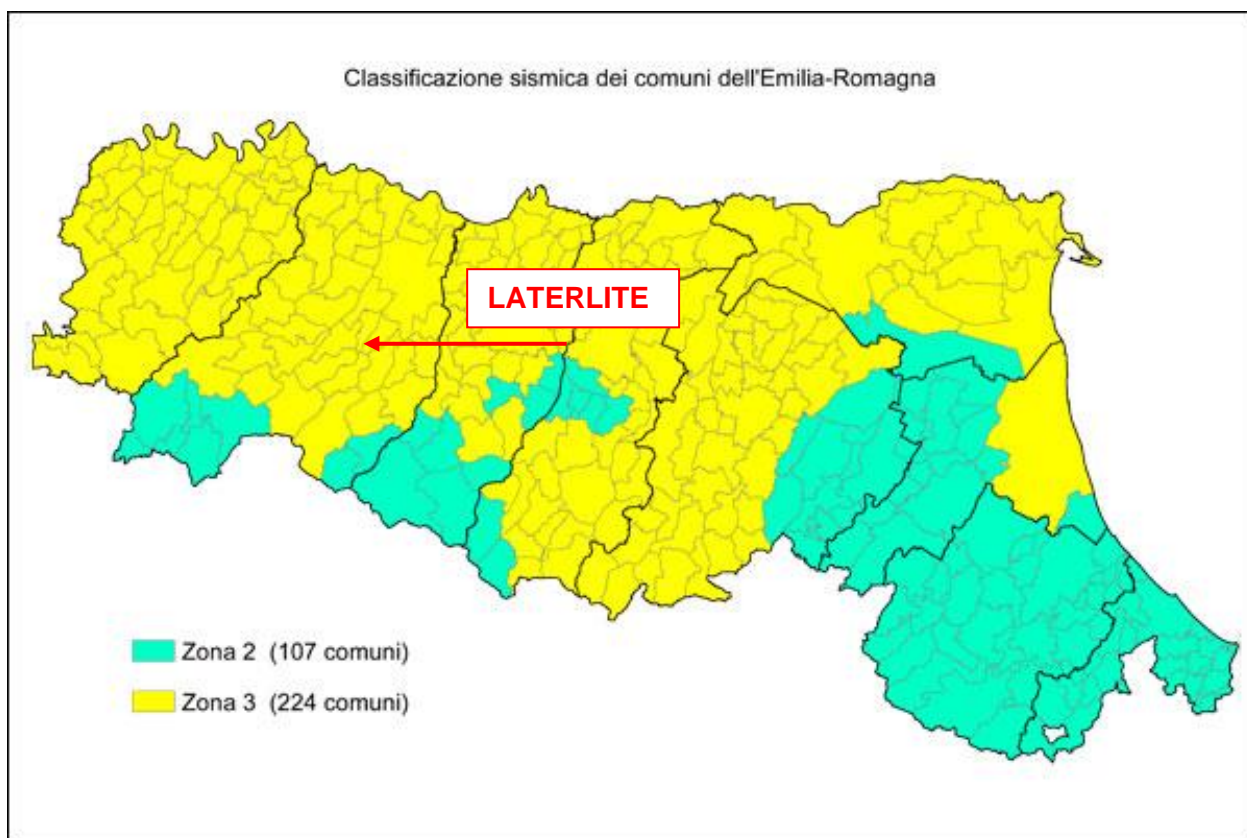 Classificazione sismica dei comuni dell'Emilia-Romagna
LATERLITE
Zona 2 (107 comuni)
Zona 3 (224 comuni)